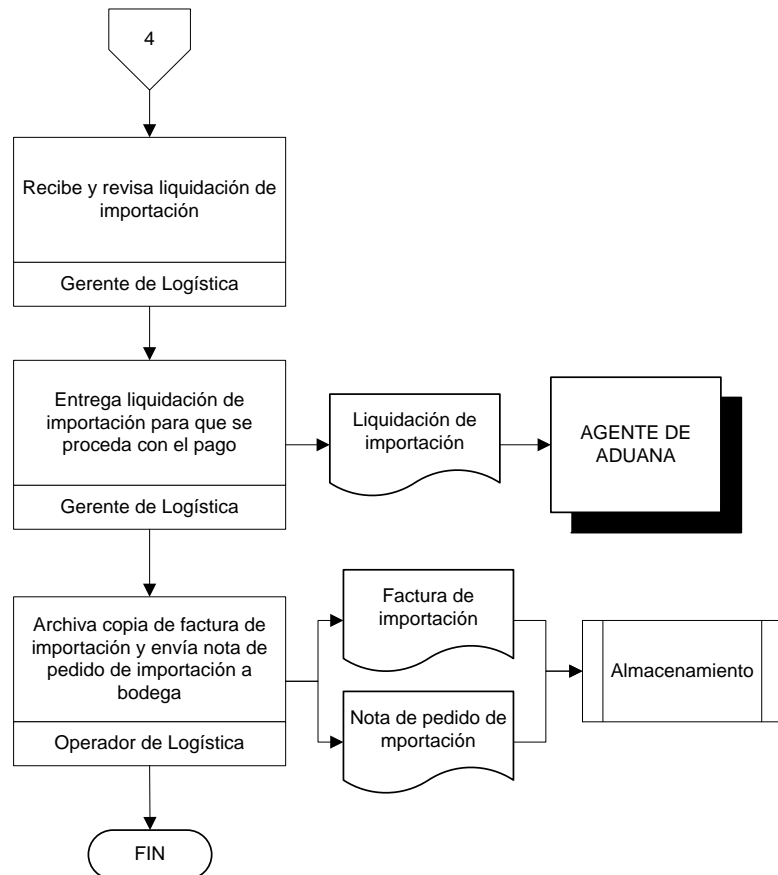 4
Recibe y revisa liquidación de
importación
Gerente de Logística
Entrega liquidación de
importación para que se
proceda con el pago
Gerente de Logística
Liquidación de
importación
AGENTE DE
ADUANA
Archiva copia de factura de
importación y envía nota de
pedido de importación a
bodega
Operador de Logística
Factura de
importación
Nota de pedido de
mportación
Almacenamiento
FIN